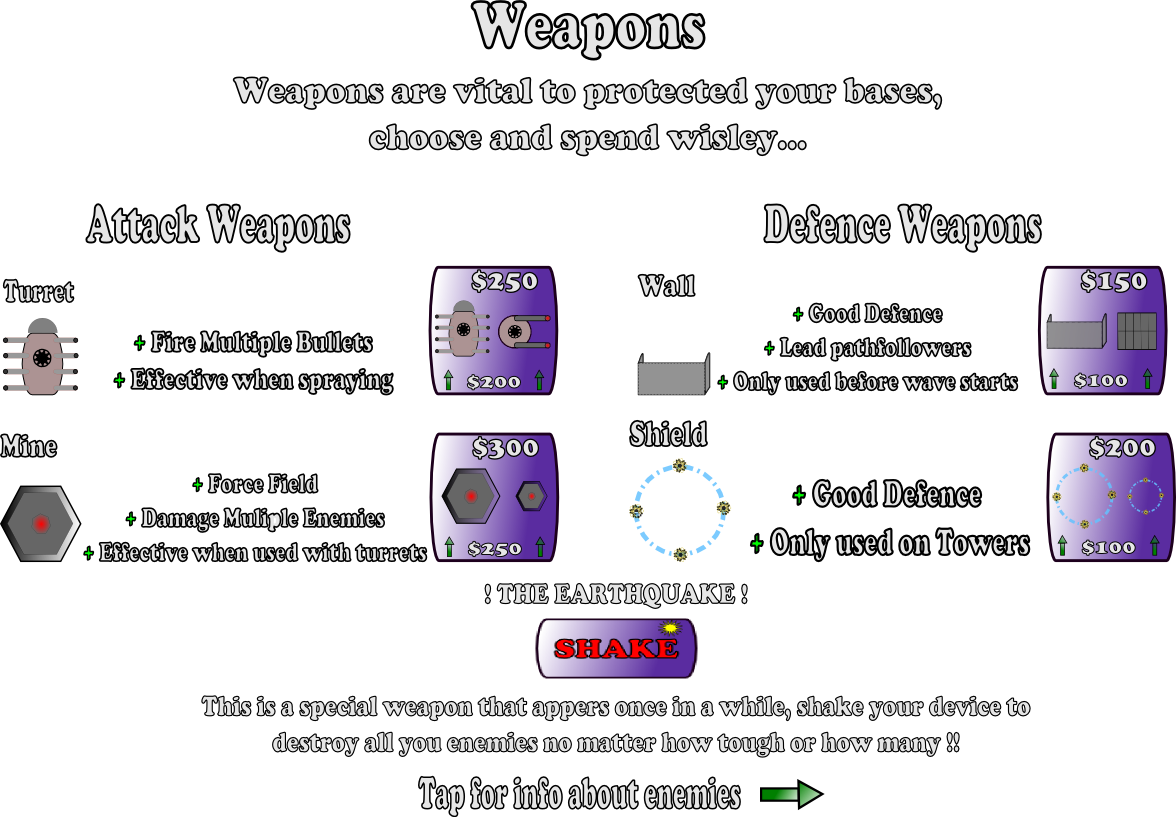 Weapons
Weapons are vital to protected your bases,
choose and spend wisley...
Attack Weapons
Turret
+ Fire Multiple Bullets
+ Effective when spraying
$250
$200
Mine
+ Force Field
+ Damage Muliple Enemies
+ Effective when used with turrets
$300
$250
Defence Weapons
Wall
+ Good Defence
+ Lead pathfollowers
+ Only used before wave starts
$150
$100
Shield
+ Good Defence
+ Only used on Towers
$200
$100
! THE EARTHQUAKE !
SHAKE
This is a special weapon that appers once in a while, shake your device to
destroy all you enemies no matter how tough or how many !!
Tap for info about enemies